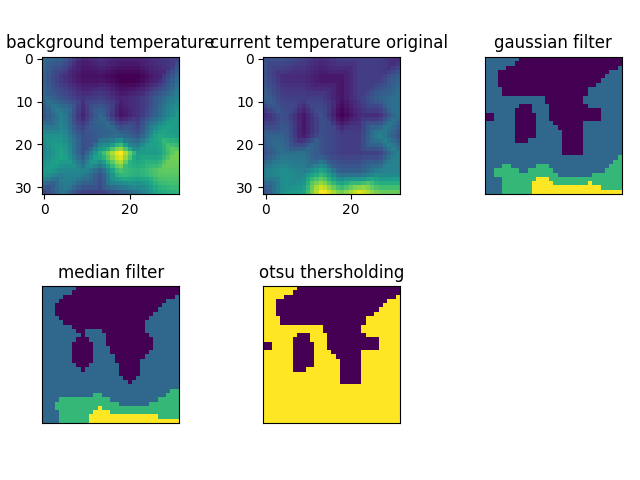 background temperature
current temperature original
gaussian filter
0
10
20
30
0
20
0
10
20
30
0
20
median filter
otsu thersholding